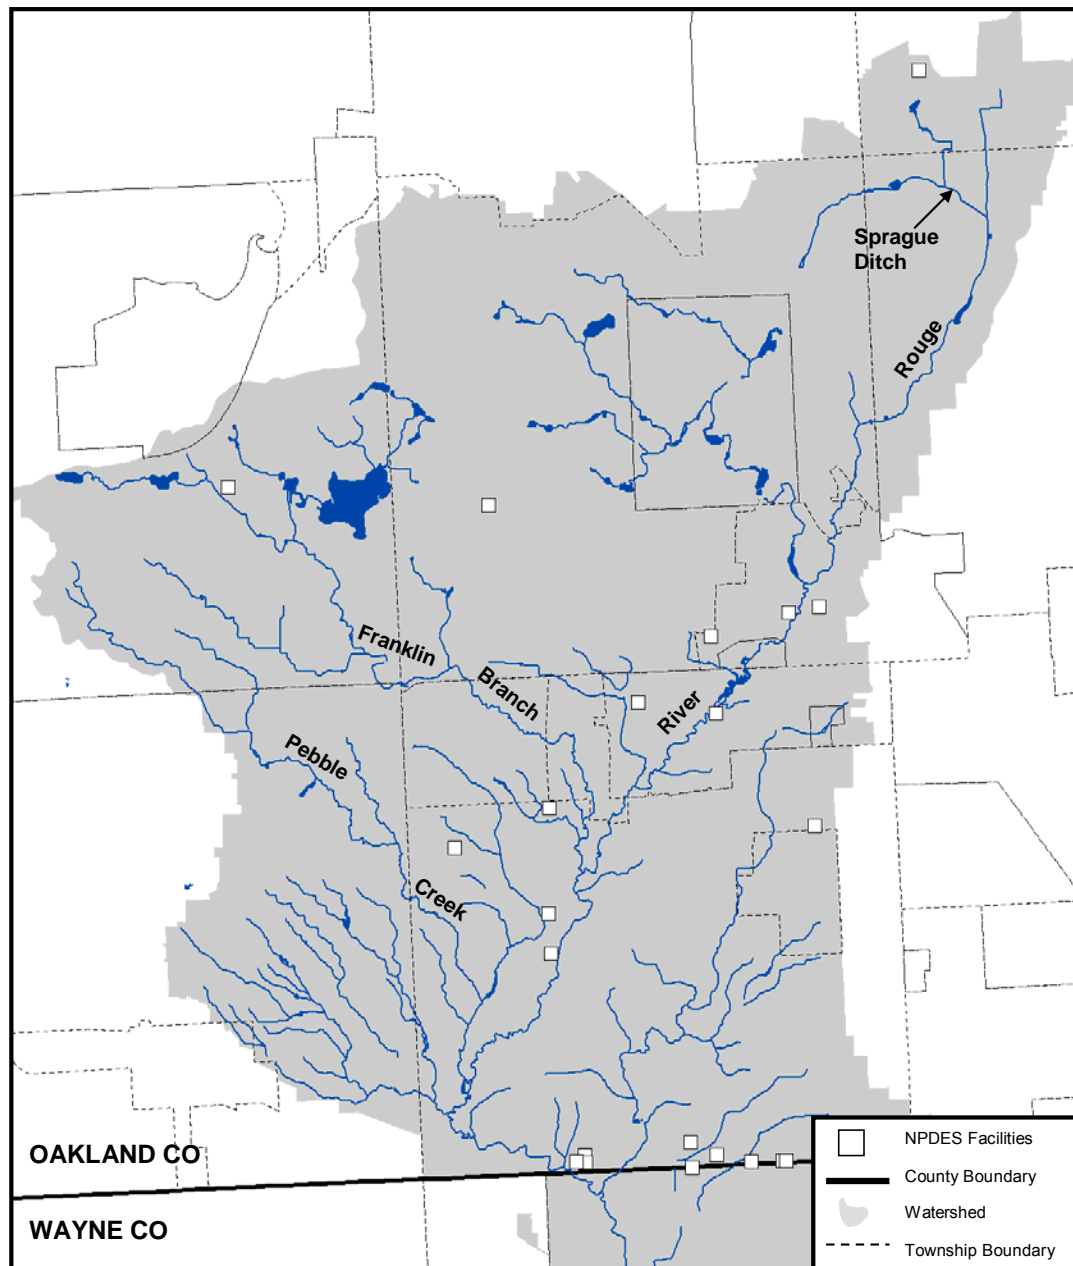 Sprague
Ditch
Rouge
Franklin
Branch
River
Pebble
Creek
OAKLAND CO
WAYNE CO
NPDES Facilities
County Boundary
Watershed
Township Boundary